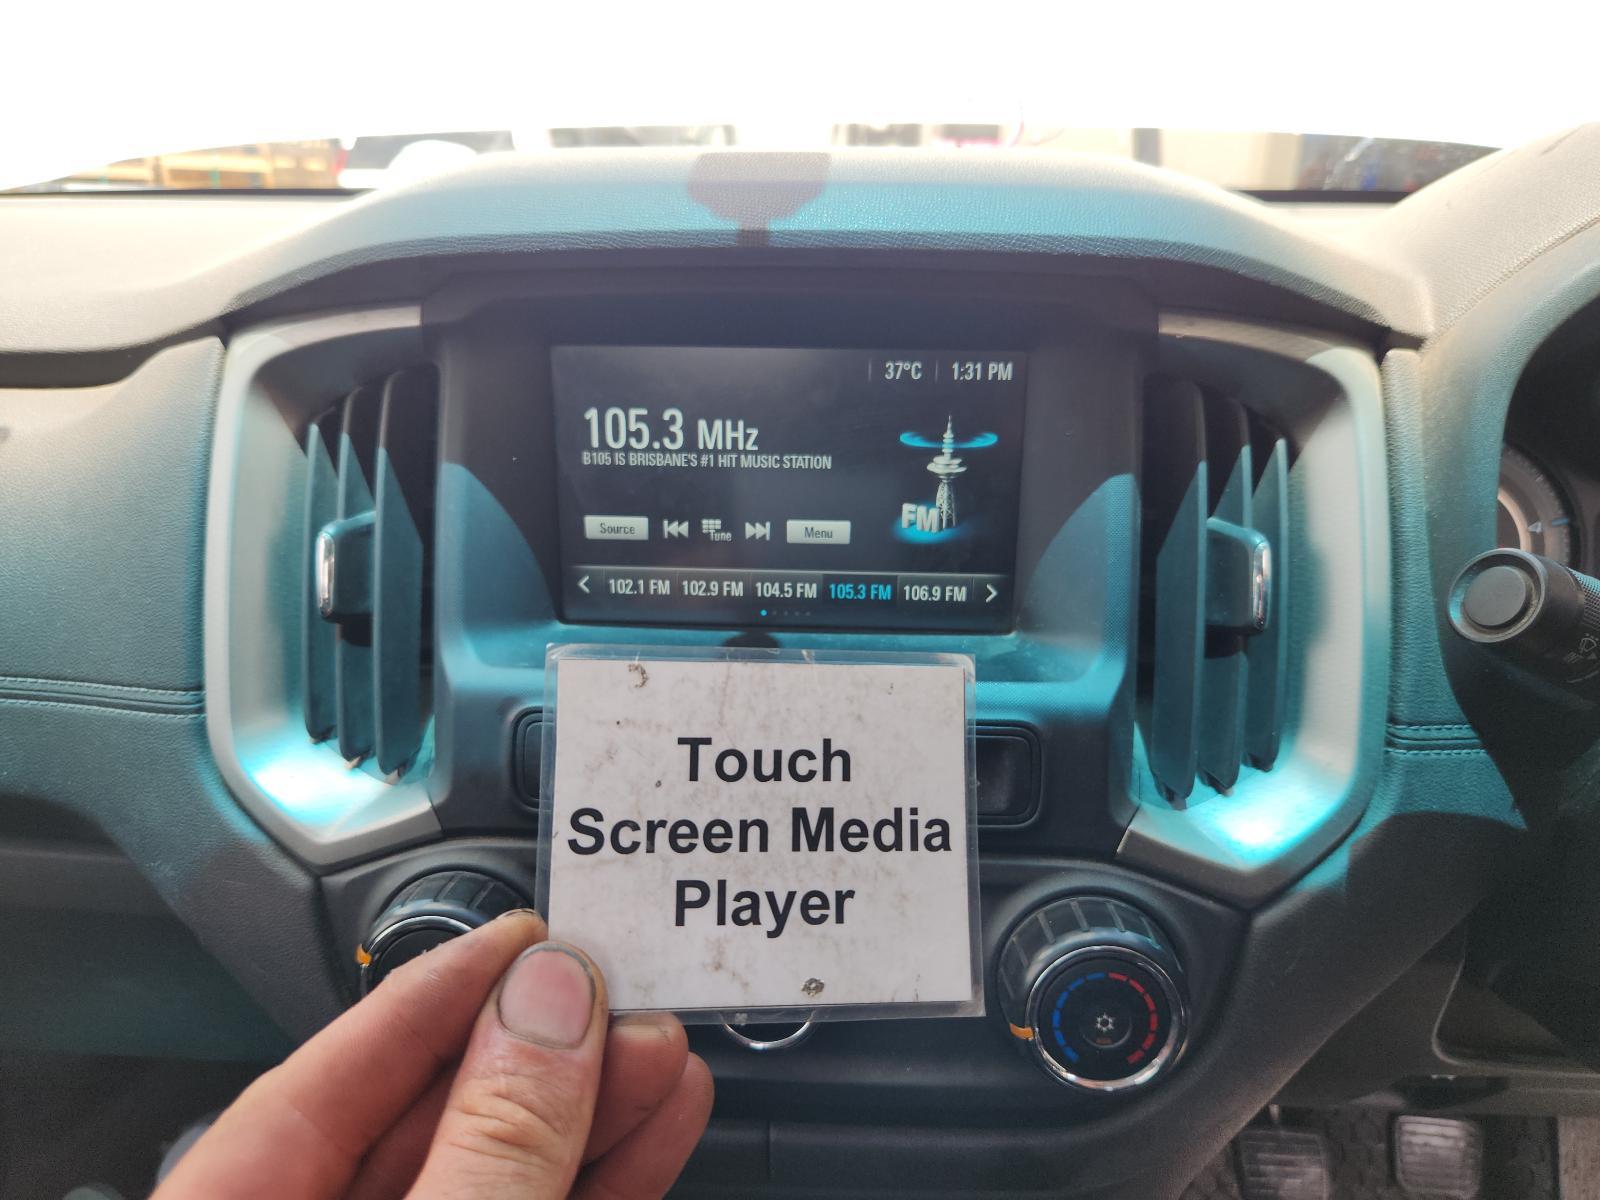 37°C 1:31 PM
105.3 MHz
B105 IS BRISBANE'S #1 HIT MUSIC STATION
FM
Source Tune Menu
102.1 FM 102.9 FM 104.5 FM 105.3 FM 106.9 FM
Touch
Screen Media
Player